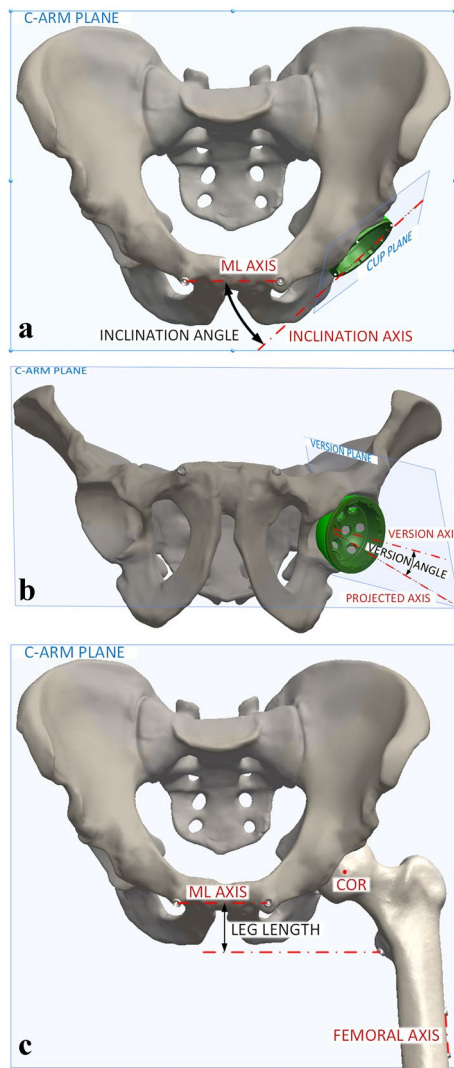 C-ARM PLANE
ML AXIS
CUP PLANE
INCLINATION ANGLE
INCLINATION AXIS
a
C-ARM PLANE
VERSION PLANE
VERSION AXI
VERSION ANGLE
PROJECTED AXIS
b
C-ARM PLANE
ML AXIS
COR
LEG LENGTH
FEMORAL AXIS
c